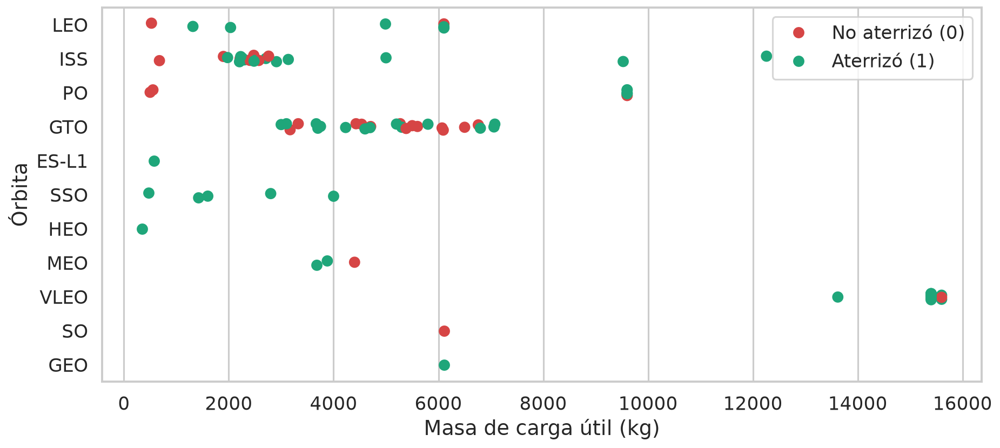 LEO
ISS
PO
GTO
ES-L1
SSO
HEO
MEO
VLEO
SO
GEO
Órbita
No aterrizó (0)
Aterrizó (1)
0 2000 4000 6000 8000 10000 12000 14000 16000
Masa de carga útil (kg)